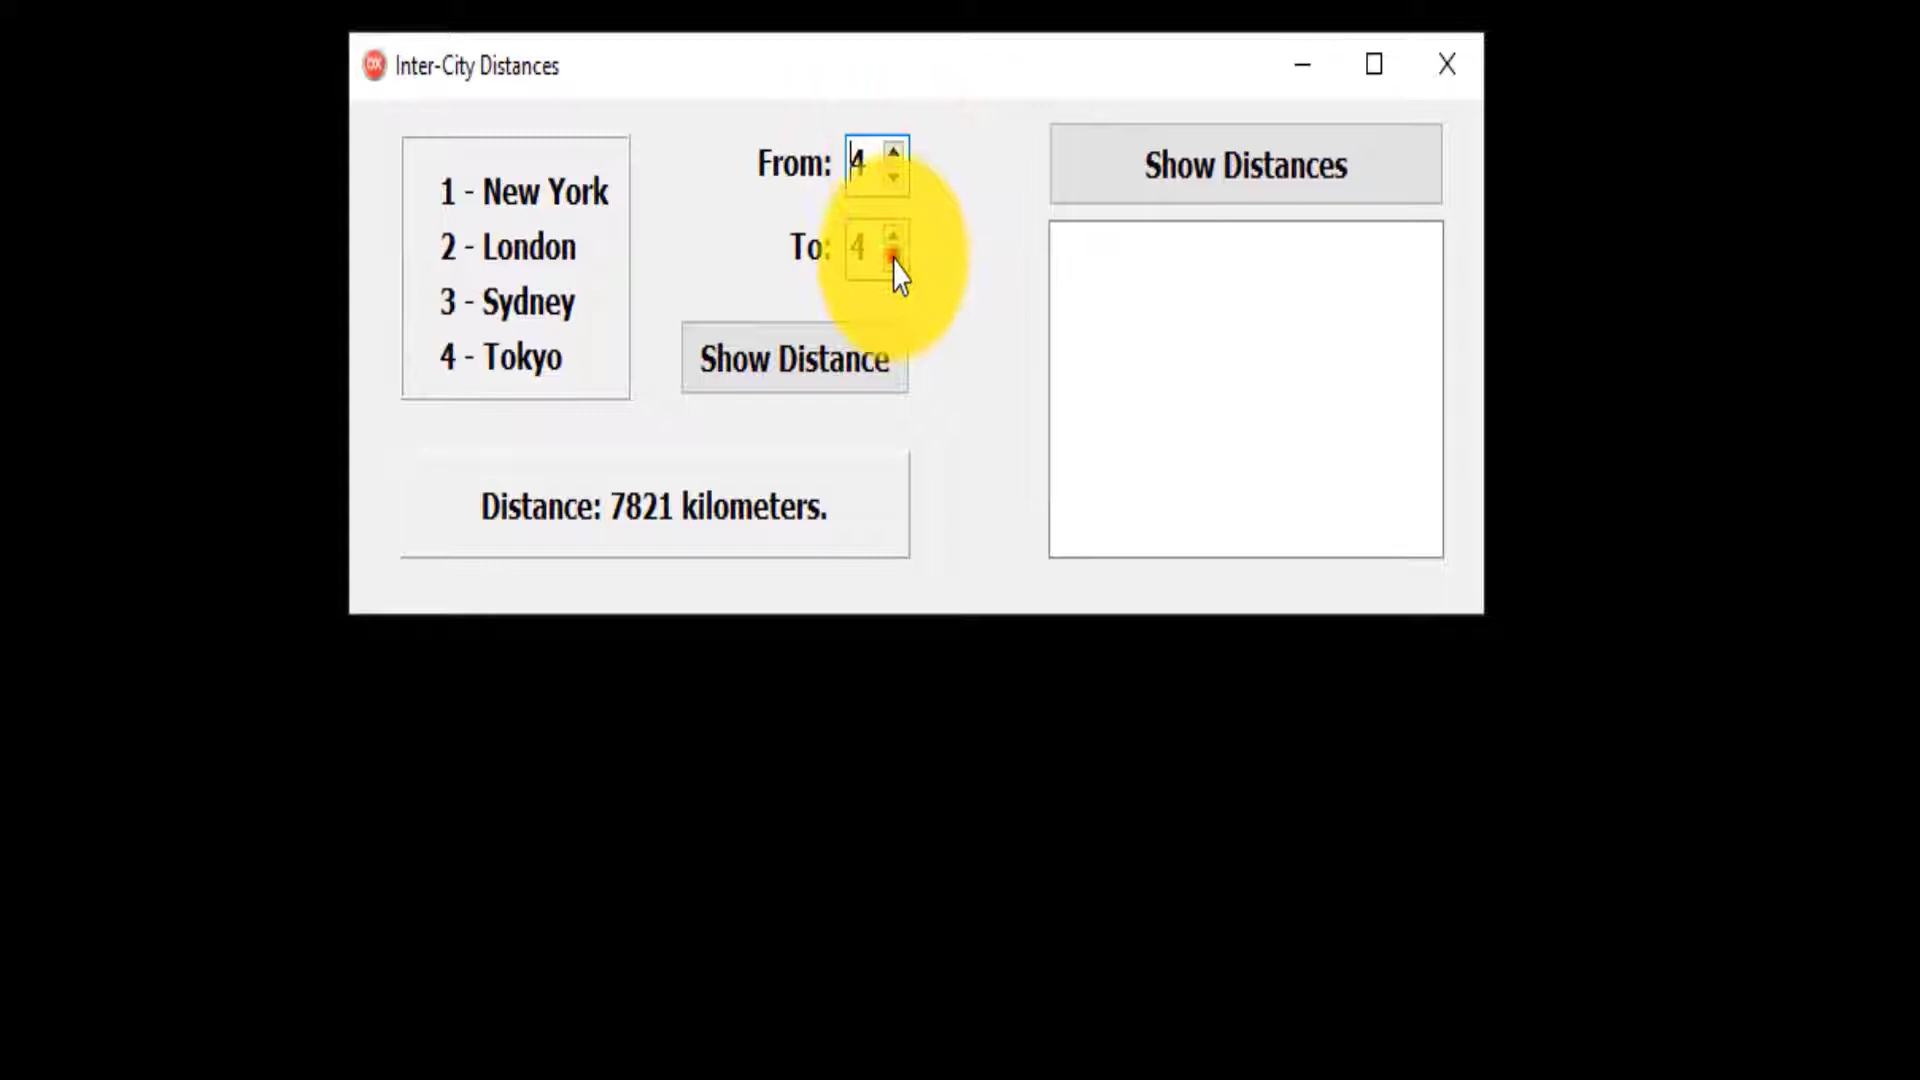 Inter-City Distances
1 - New York
2 - London
3 - Sydney
4 - Tokyo
From: 4
To: 4
Show Distance
Distance: 7821 kilometers.
Show Distances